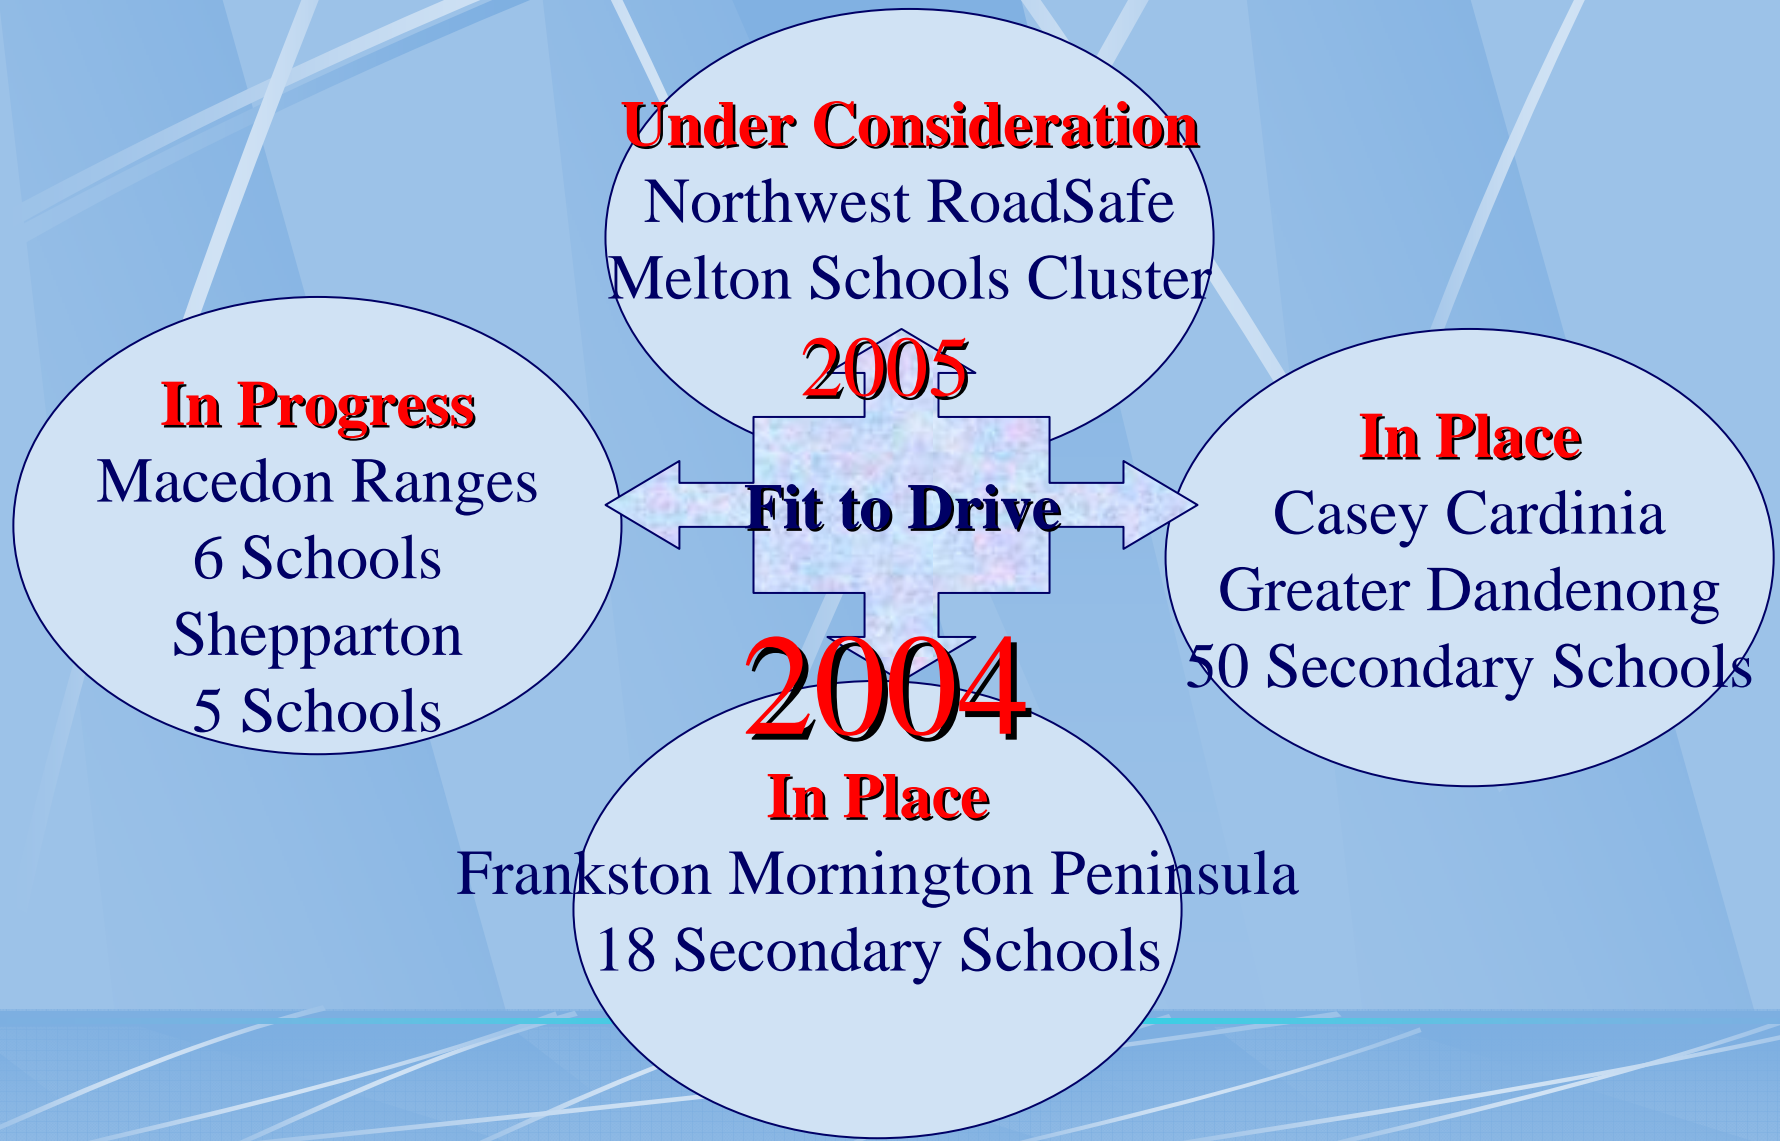 Under Consideration
Northwest RoadSafe
Melton Schools Cluster
2005
In Progress
Macedon Ranges
6 Schools
Shepparton
5 Schools
Fit to Drive
In Place
Casey Cardinia
Greater Dandenong
50 Secondary Schools
2004
In Place
Frankston Mornington Peninsula
18 Secondary Schools